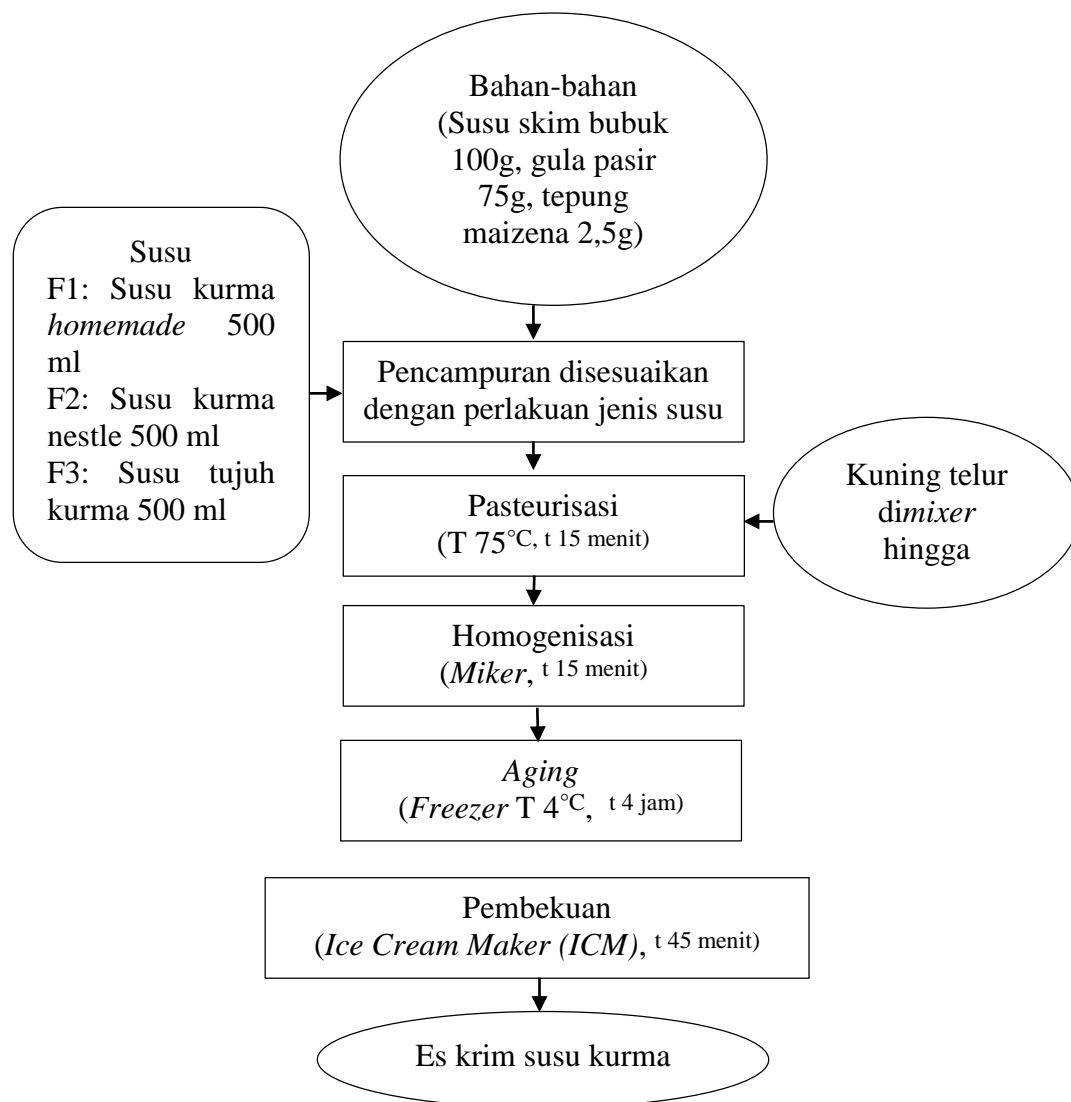 Bahan-bahan
(Susu skim bubuk
100g, gula pasir
75g, tepung
maizena 2,5g)
Susu
F1: Susu kurma
homemade 500
ml
F2: Susu kurma
nestle 500 ml
F3: Susu tujuh
kurma 500 ml
Pencampuran disesuaikan
dengan perlakuan jenis susu
Pasteurisasi
(T 75°C, t 15 menit)
Kuning telur
dimixer
hingga
Homogenisasi
(Miker, t 15 menit)
Aging
(Freezer T 4°C, t 4 jam)
Pembekuan
(Ice Cream Maker (ICM), t 45 menit)
Es krim susu kurma